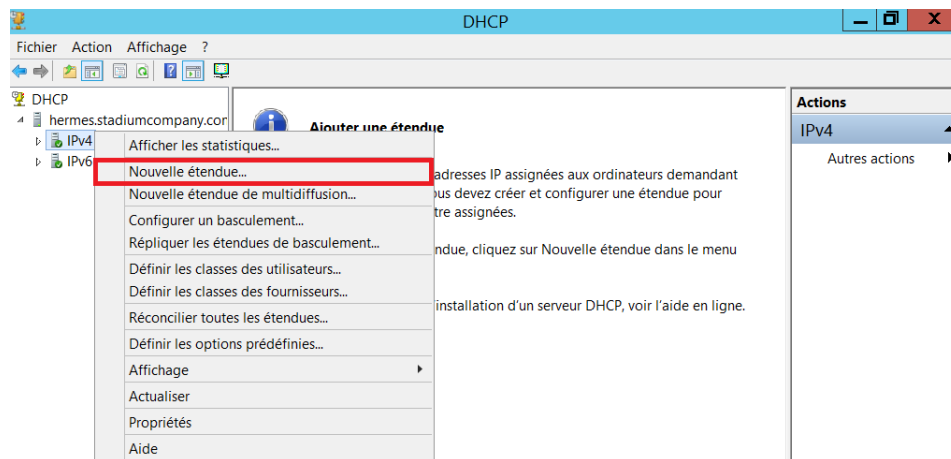 DHCP
Fichier Action Affichage ?
DHCP
hermes.stadiumcompany.con
IPv4
IPv6
Afficher les statistiques...
Nouvelle étendue...
Nouvelle étendue de multidiffusion...
Configurer un basculement...
Répliquer les étendues de basculement...
Définir les classes des utilisateurs...
Définir les classes des fournisseurs...
Réconcilier toutes les étendues...
Définir les options prédéfinies...
Affichage
Actualiser
Propriétés
Aide
Ajouter une étendue
adresses IP assignées aux ordinateurs demandant
ous devez créer et configurer une étendue pour
tre assignées.
ndue, cliquez sur Nouvelle étendue dans le menu
installation d'un serveur DHCP, voir l'aide en ligne.
Actions
IPv4
Autres actions